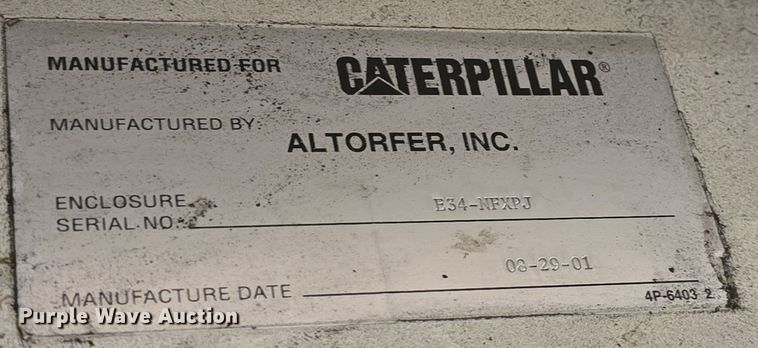 MANUFACTURED FOR CATERPILLAR®
MANUFACTURED BY: ALTORFER, INC.
ENCLOSURE
SERIAL NO. E34-NFXPJ
MANUFACTURE DATE 08-29-01
4P-6403 2
Purple Wave Auction